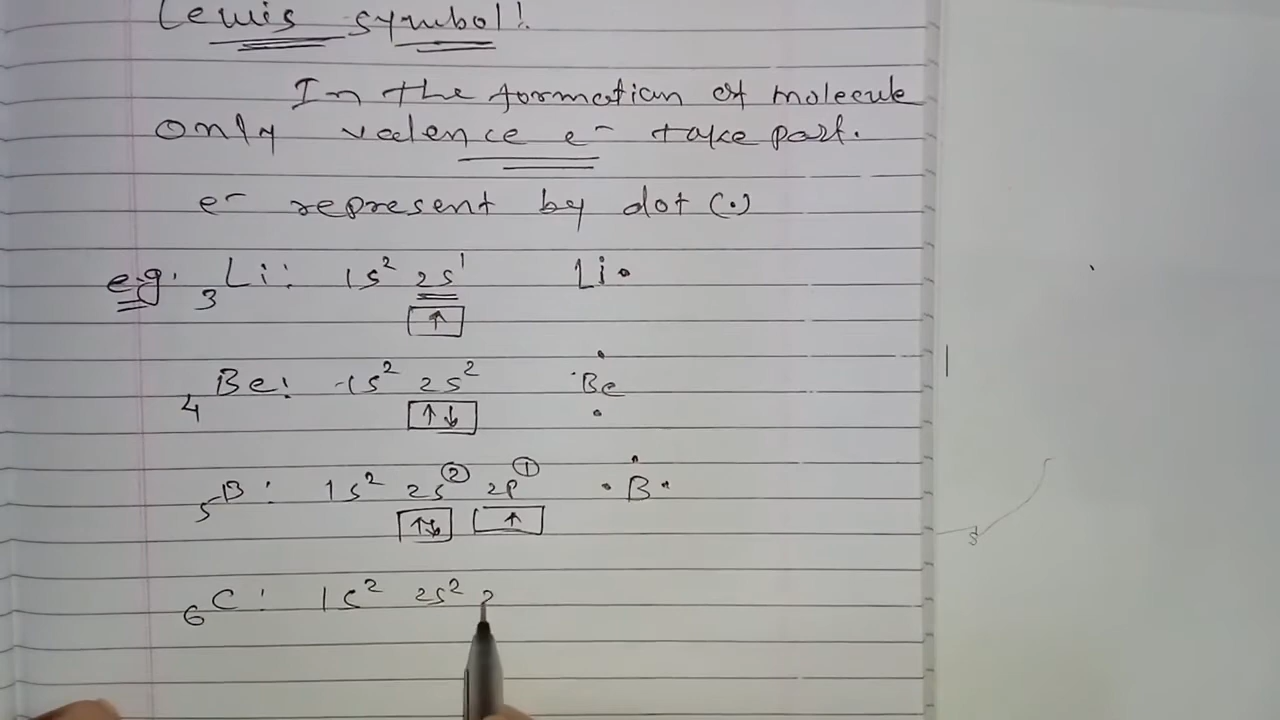 Lewis symbol!
In the formation of molecule
only valence e⁻ take part.
e⁻ represent by dot (•)
e.g. ₃Li: 1s² 2s¹ Li•
↑
₄Be: 1s² 2s² Be
↑↓
₅B: 1s² 2s② 2p① • B •
↑↓ ↑
₆C: 1s² 2s² 2